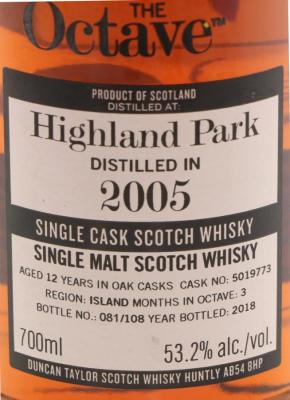 THE
Octave™
PRODUCT OF SCOTLAND
DISTILLED AT:
Highland Park
DISTILLED IN
2005
SINGLE CASK SCOTCH WHISKY
SINGLE MALT SCOTCH WHISKY
AGED 12 YEARS IN OAK CASKS CASK NO: 5019773
REGION: ISLAND MONTHS IN OCTAVE: 3
BOTTLE NO.: 081/108 YEAR BOTTLED: 2018
700ml 53.2% alc./vol.
DUNCAN TAYLOR SCOTCH WHISKY HUNTLY AB54 8HP